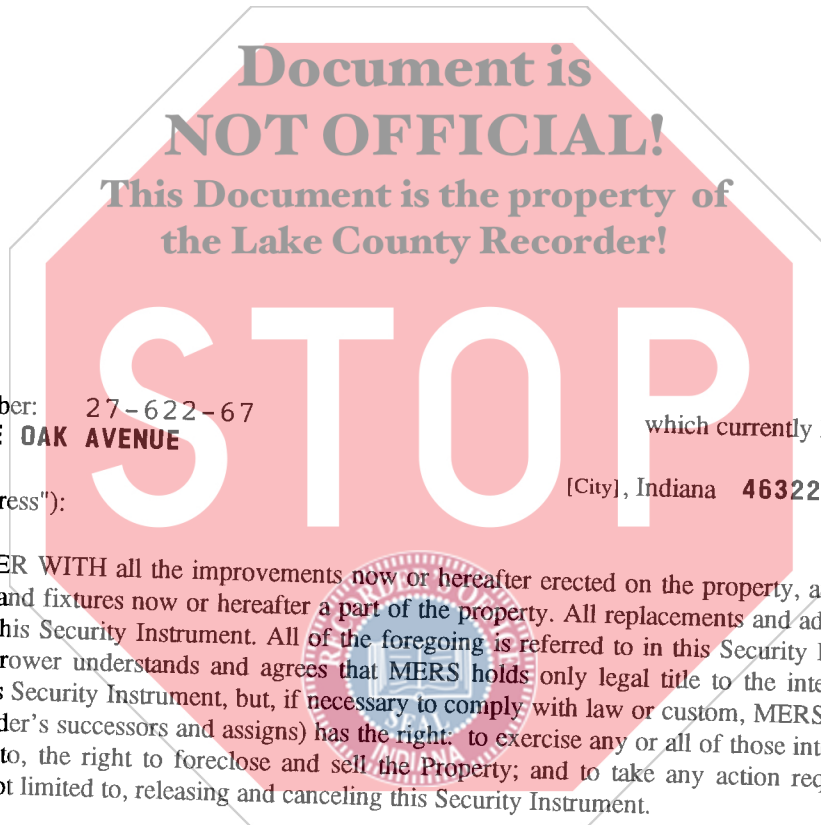 Document is
NOT OFFICIAL!
This Document is the property of
the Lake County Recorder!
STOP
ber: 27-622-67
which currently
E OAK AVENUE
[City], Indiana 46322
ress"):
ER WITH all the improvements now or hereafter erected on the property, a
and fixtures now or hereafter a part of the property. All replacements and ad
his Security Instrument. All of the foregoing is referred to in this Security I
rower understands and agrees that MERS holds only legal title to the inte
s Security Instrument, but, if necessary to comply with law or custom, MERS
der's successors and assigns) has the right: to exercise any or all of those int
to, the right to foreclose and sell the Property; and to take any action req
ot limited to, releasing and canceling this Security Instrument.
SEAL
INDIANA